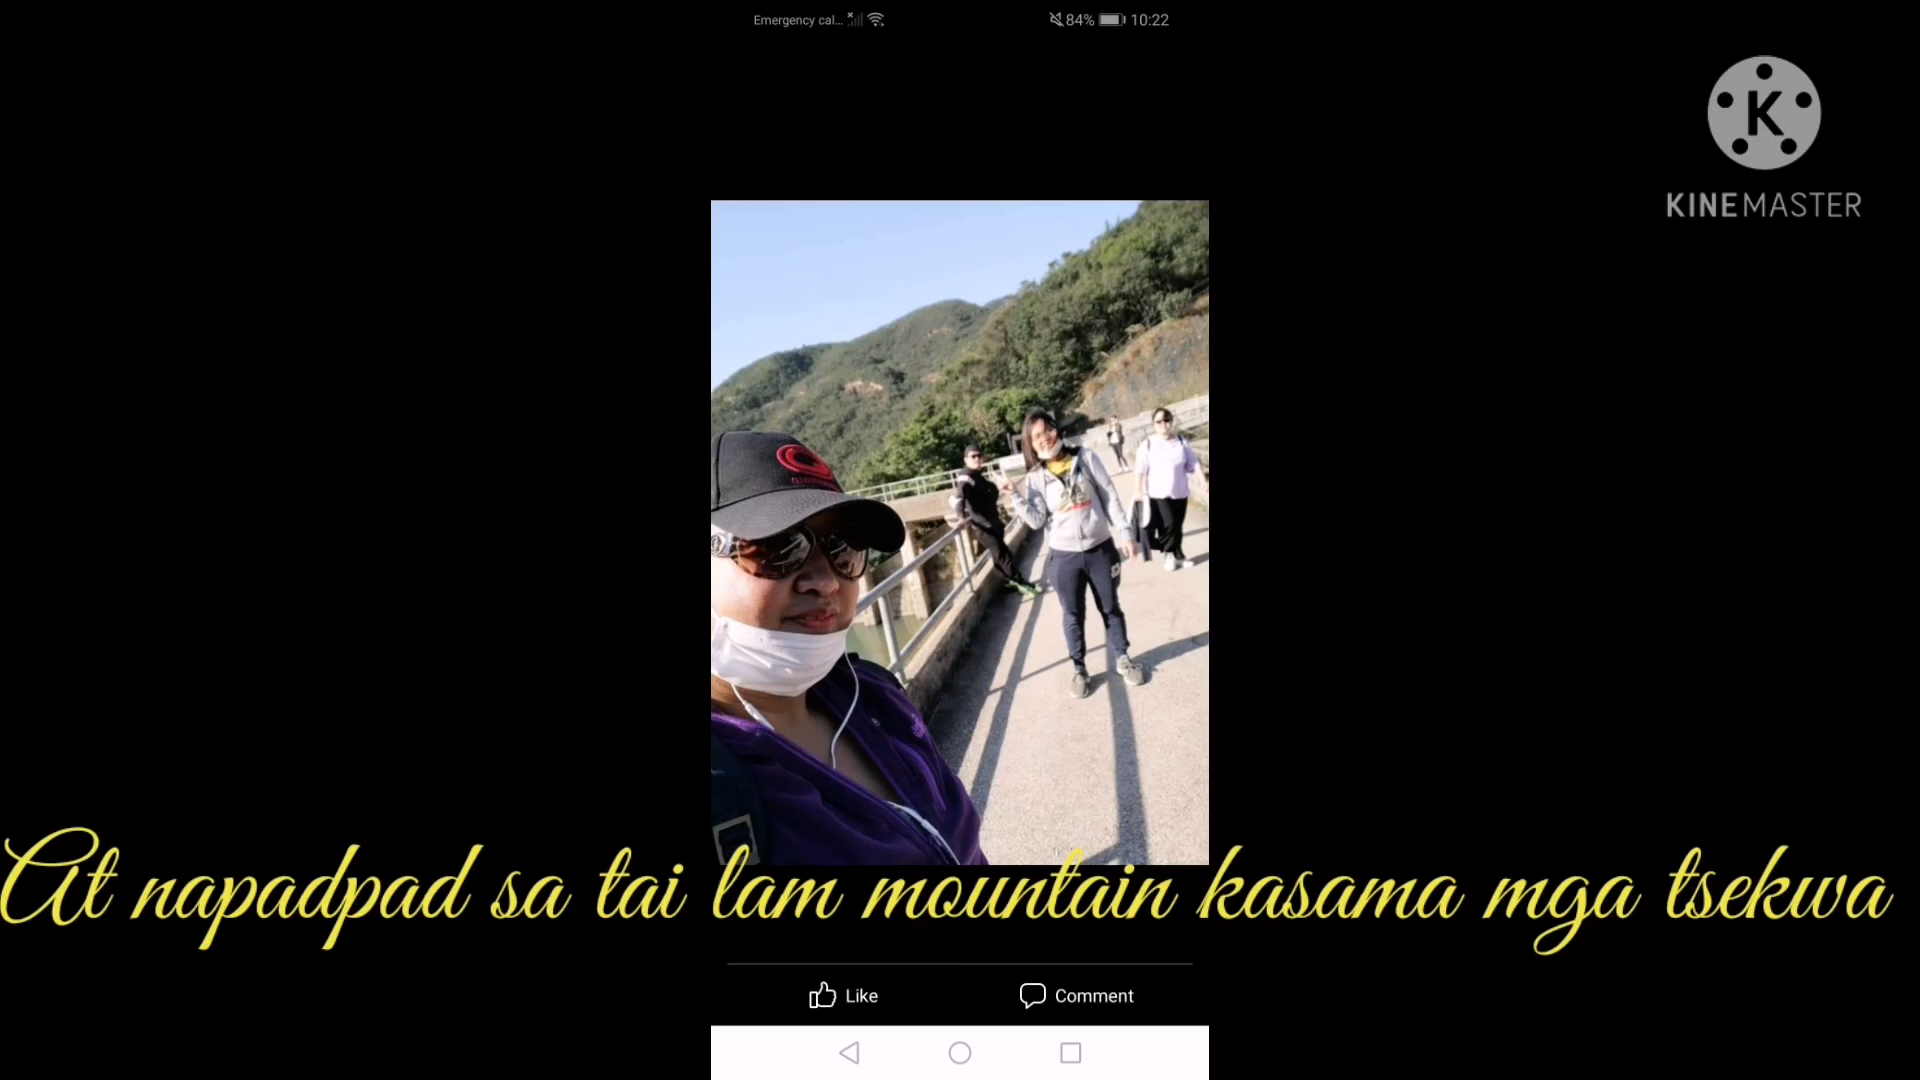 Emergency cal... 84% 10:22
K
KINEMASTER
At napadpad sa tai lam mountain kasama mga tsekwa
Like Comment